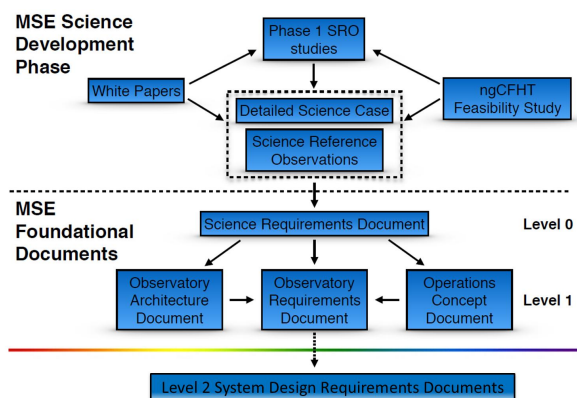 MSE Science
Development
Phase
Phase 1 SRO
studies
White Papers
ngCFHT
Feasibility Study
Detailed Science Case
Science Reference
Observations
MSE
Foundational
Documents
Science Requirements Document
Level 0
Observatory
Architecture
Document
Observatory
Requirements
Document
Operations
Concept
Document
Level 1
Level 2 System Design Requirements Documents